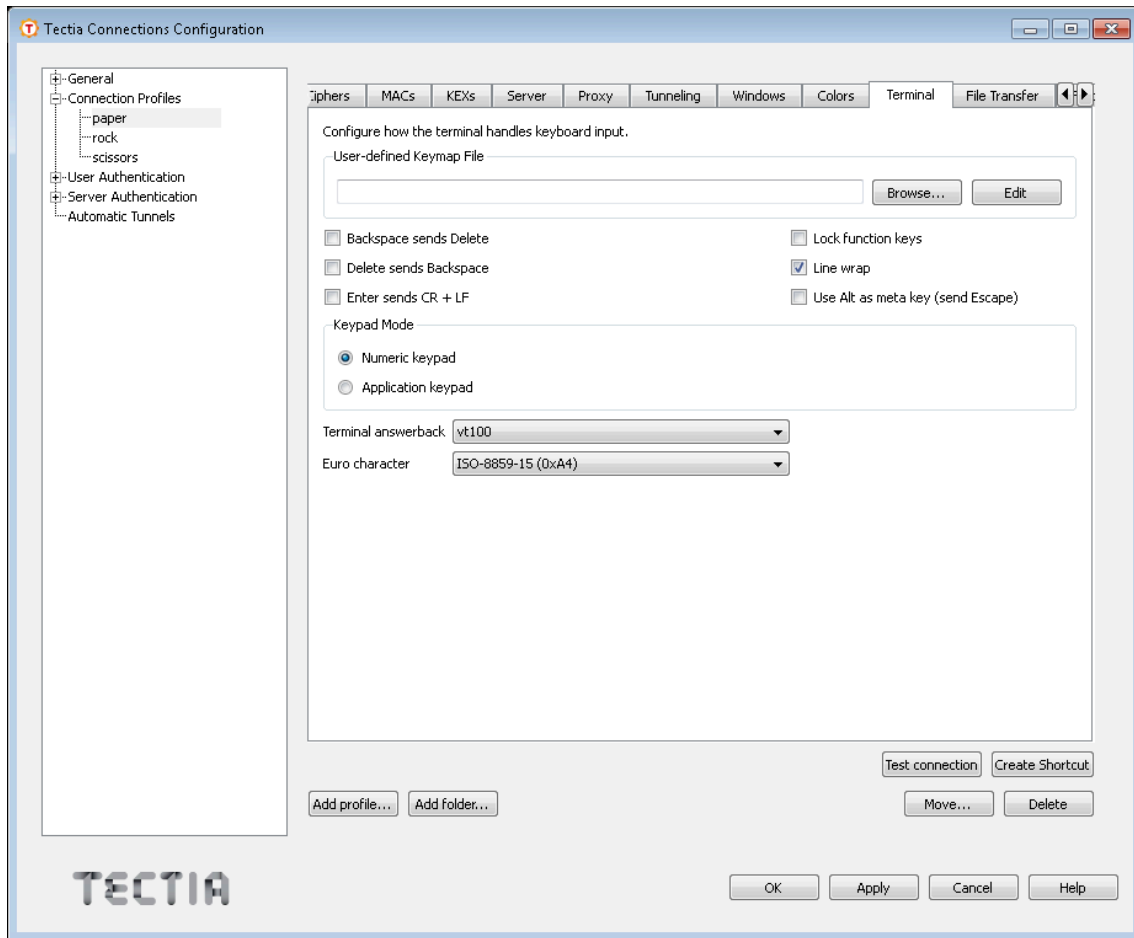 Tectia Connections Configuration
General
Connection Profiles
paper
rock
scissors
User Authentication
Server Authentication
Automatic Tunnels
Ciphers MACs KEXs Server Proxy Tunneling Windows Colors Terminal File Transfer
Configure how the terminal handles keyboard input.
User-defined Keymap File
Browse... Edit
Backspace sends Delete Lock function keys
Delete sends Backspace Line wrap
Enter sends CR + LF Use Alt as meta key (send Escape)
Keypad Mode
Numeric keypad
Application keypad
Terminal answerback vt100
Euro character ISO-8859-15 (0xA4)
Test connection Create Shortcut
Add profile... Add folder... Move... Delete
TECTIA
OK Apply Cancel Help